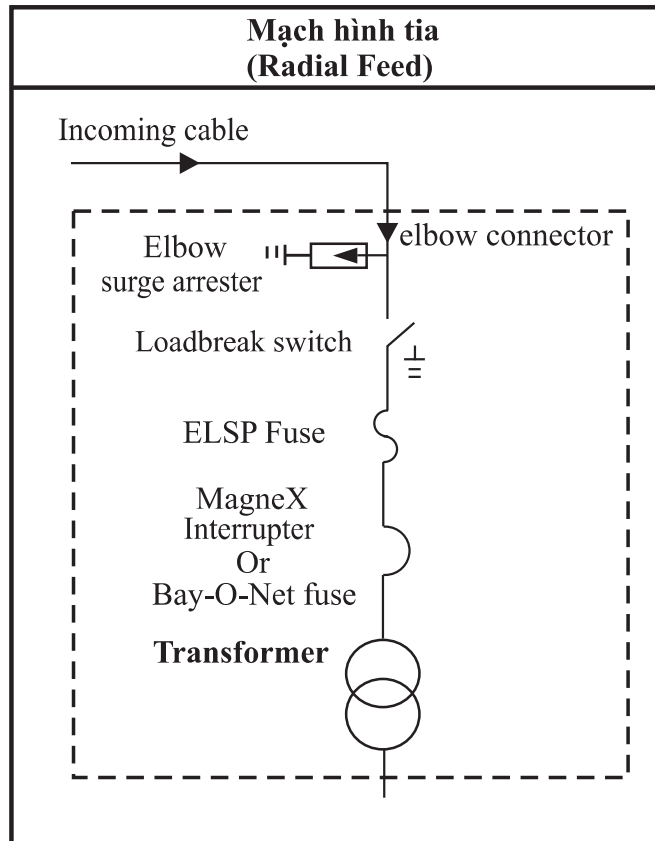 Mạch hình tia
(Radial Feed)
Incoming cable
elbow connector
Elbow
surge arrester
Loadbreak switch
ELSP Fuse
MagneX
Interrupter
Or
Bay-O-Net fuse
Transformer